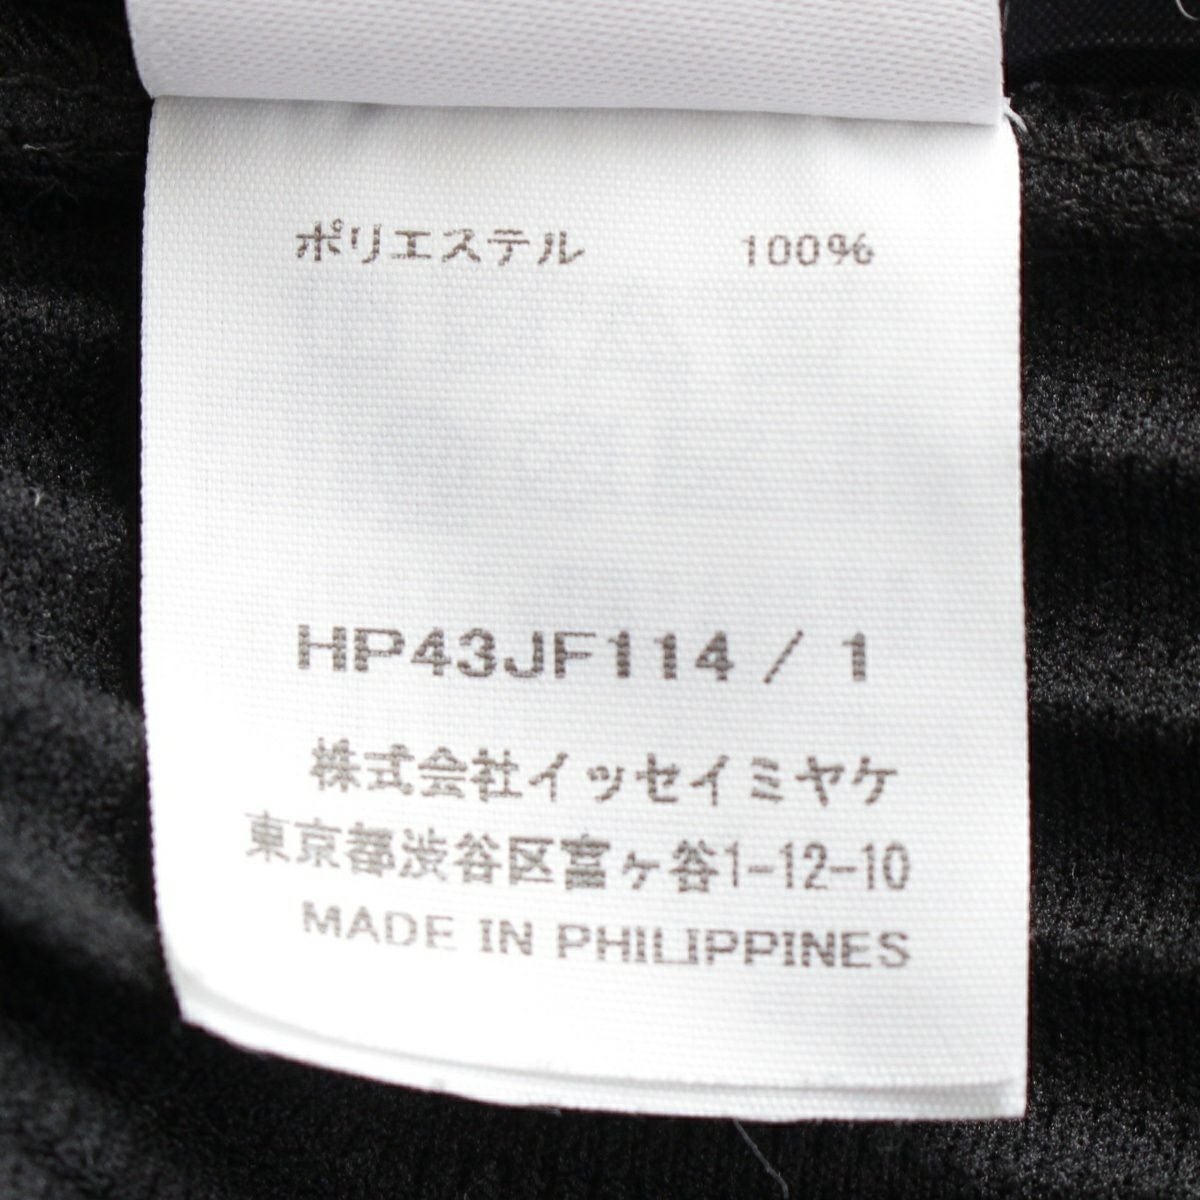 ポリエステル 100%
HP43JF114 / 1
株式会社イッセイミヤケ
東京都渋谷区富ヶ谷1-12-10
MADE IN PHILIPPINES